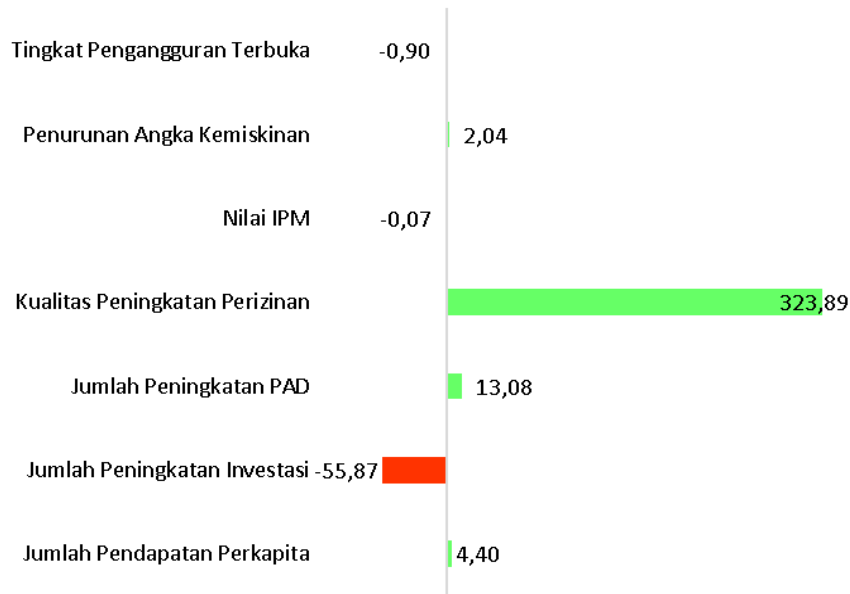 Tingkat Pengangguran Terbuka -0,90
Penurunan Angka Kemiskinan 2,04
Nilai IPM -0,07
Kualitas Peningkatan Perizinan 323,89
Jumlah Peningkatan PAD 13,08
Jumlah Peningkatan Investasi -55,87
Jumlah Pendapatan Perkapita 4,40